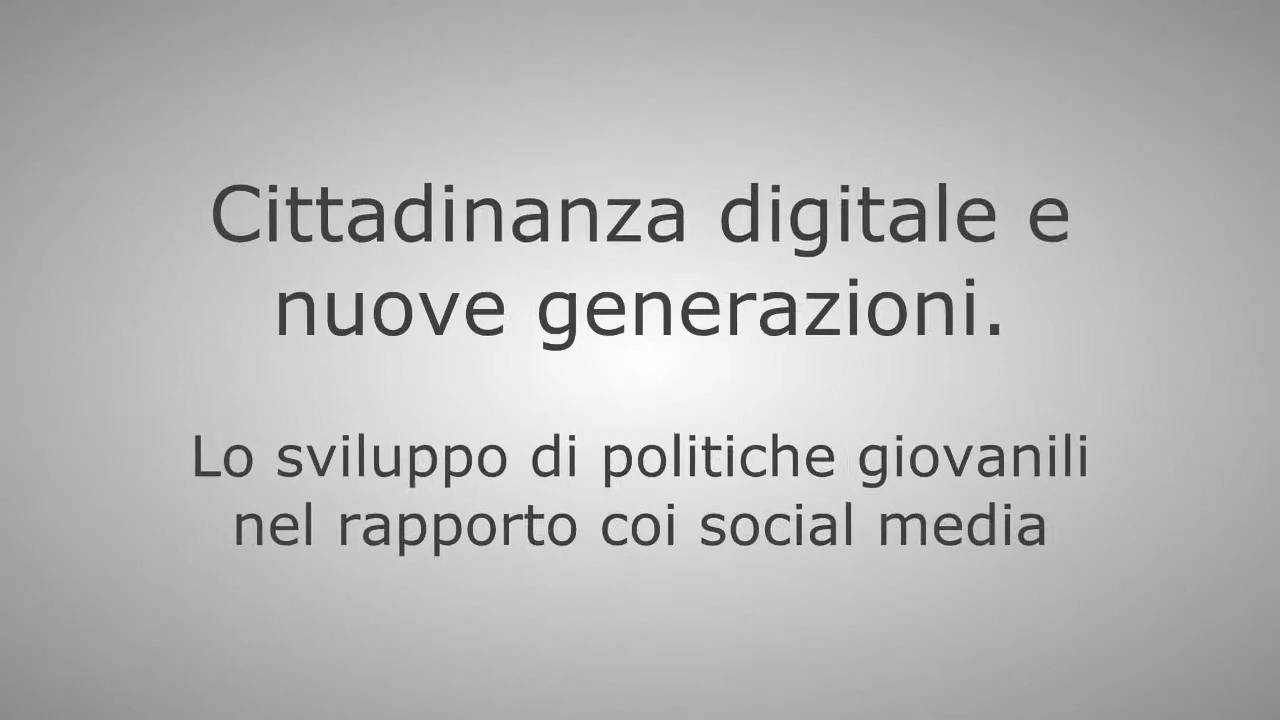 Cittadinanza digitale e
nuove generazioni.
Lo sviluppo di politiche giovanili
nel rapporto coi social media